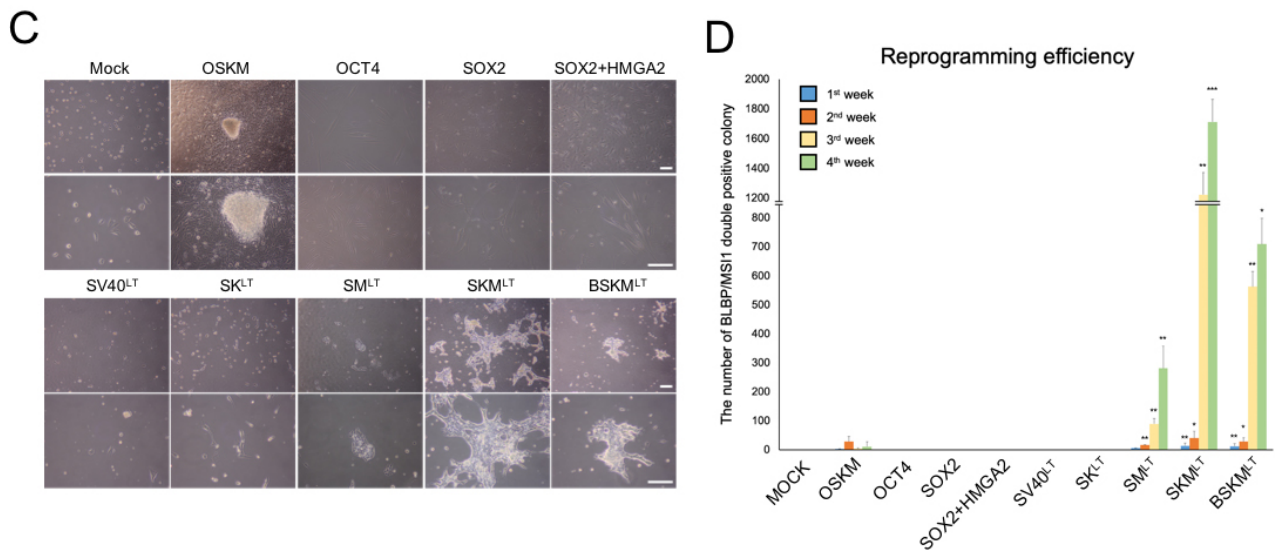 C
Mock OSKM OCT4 SOX2 SOX2+HMGA2
SV40ᴸᵀ SKᴸᵀ SMᴸᵀ SKMᴸᵀ BSKMᴸᵀ
D
Reprogramming efficiency
The number of BLBP/MSI1 double positive colony
2000
1800
1600
1400
1200
800
700
600
500
400
300
200
100
0
1ˢᵗ week
2ⁿᵈ week
3ʳᵈ week
4ᵗʰ week
** ** **
** * ** ***
** * ** *
MOCK OSKM OCT4 SOX2 SOX2+HMGA2 SV40ᴸᵀ SKᴸᵀ SMᴸᵀ SKMᴸᵀ BSKMᴸᵀ